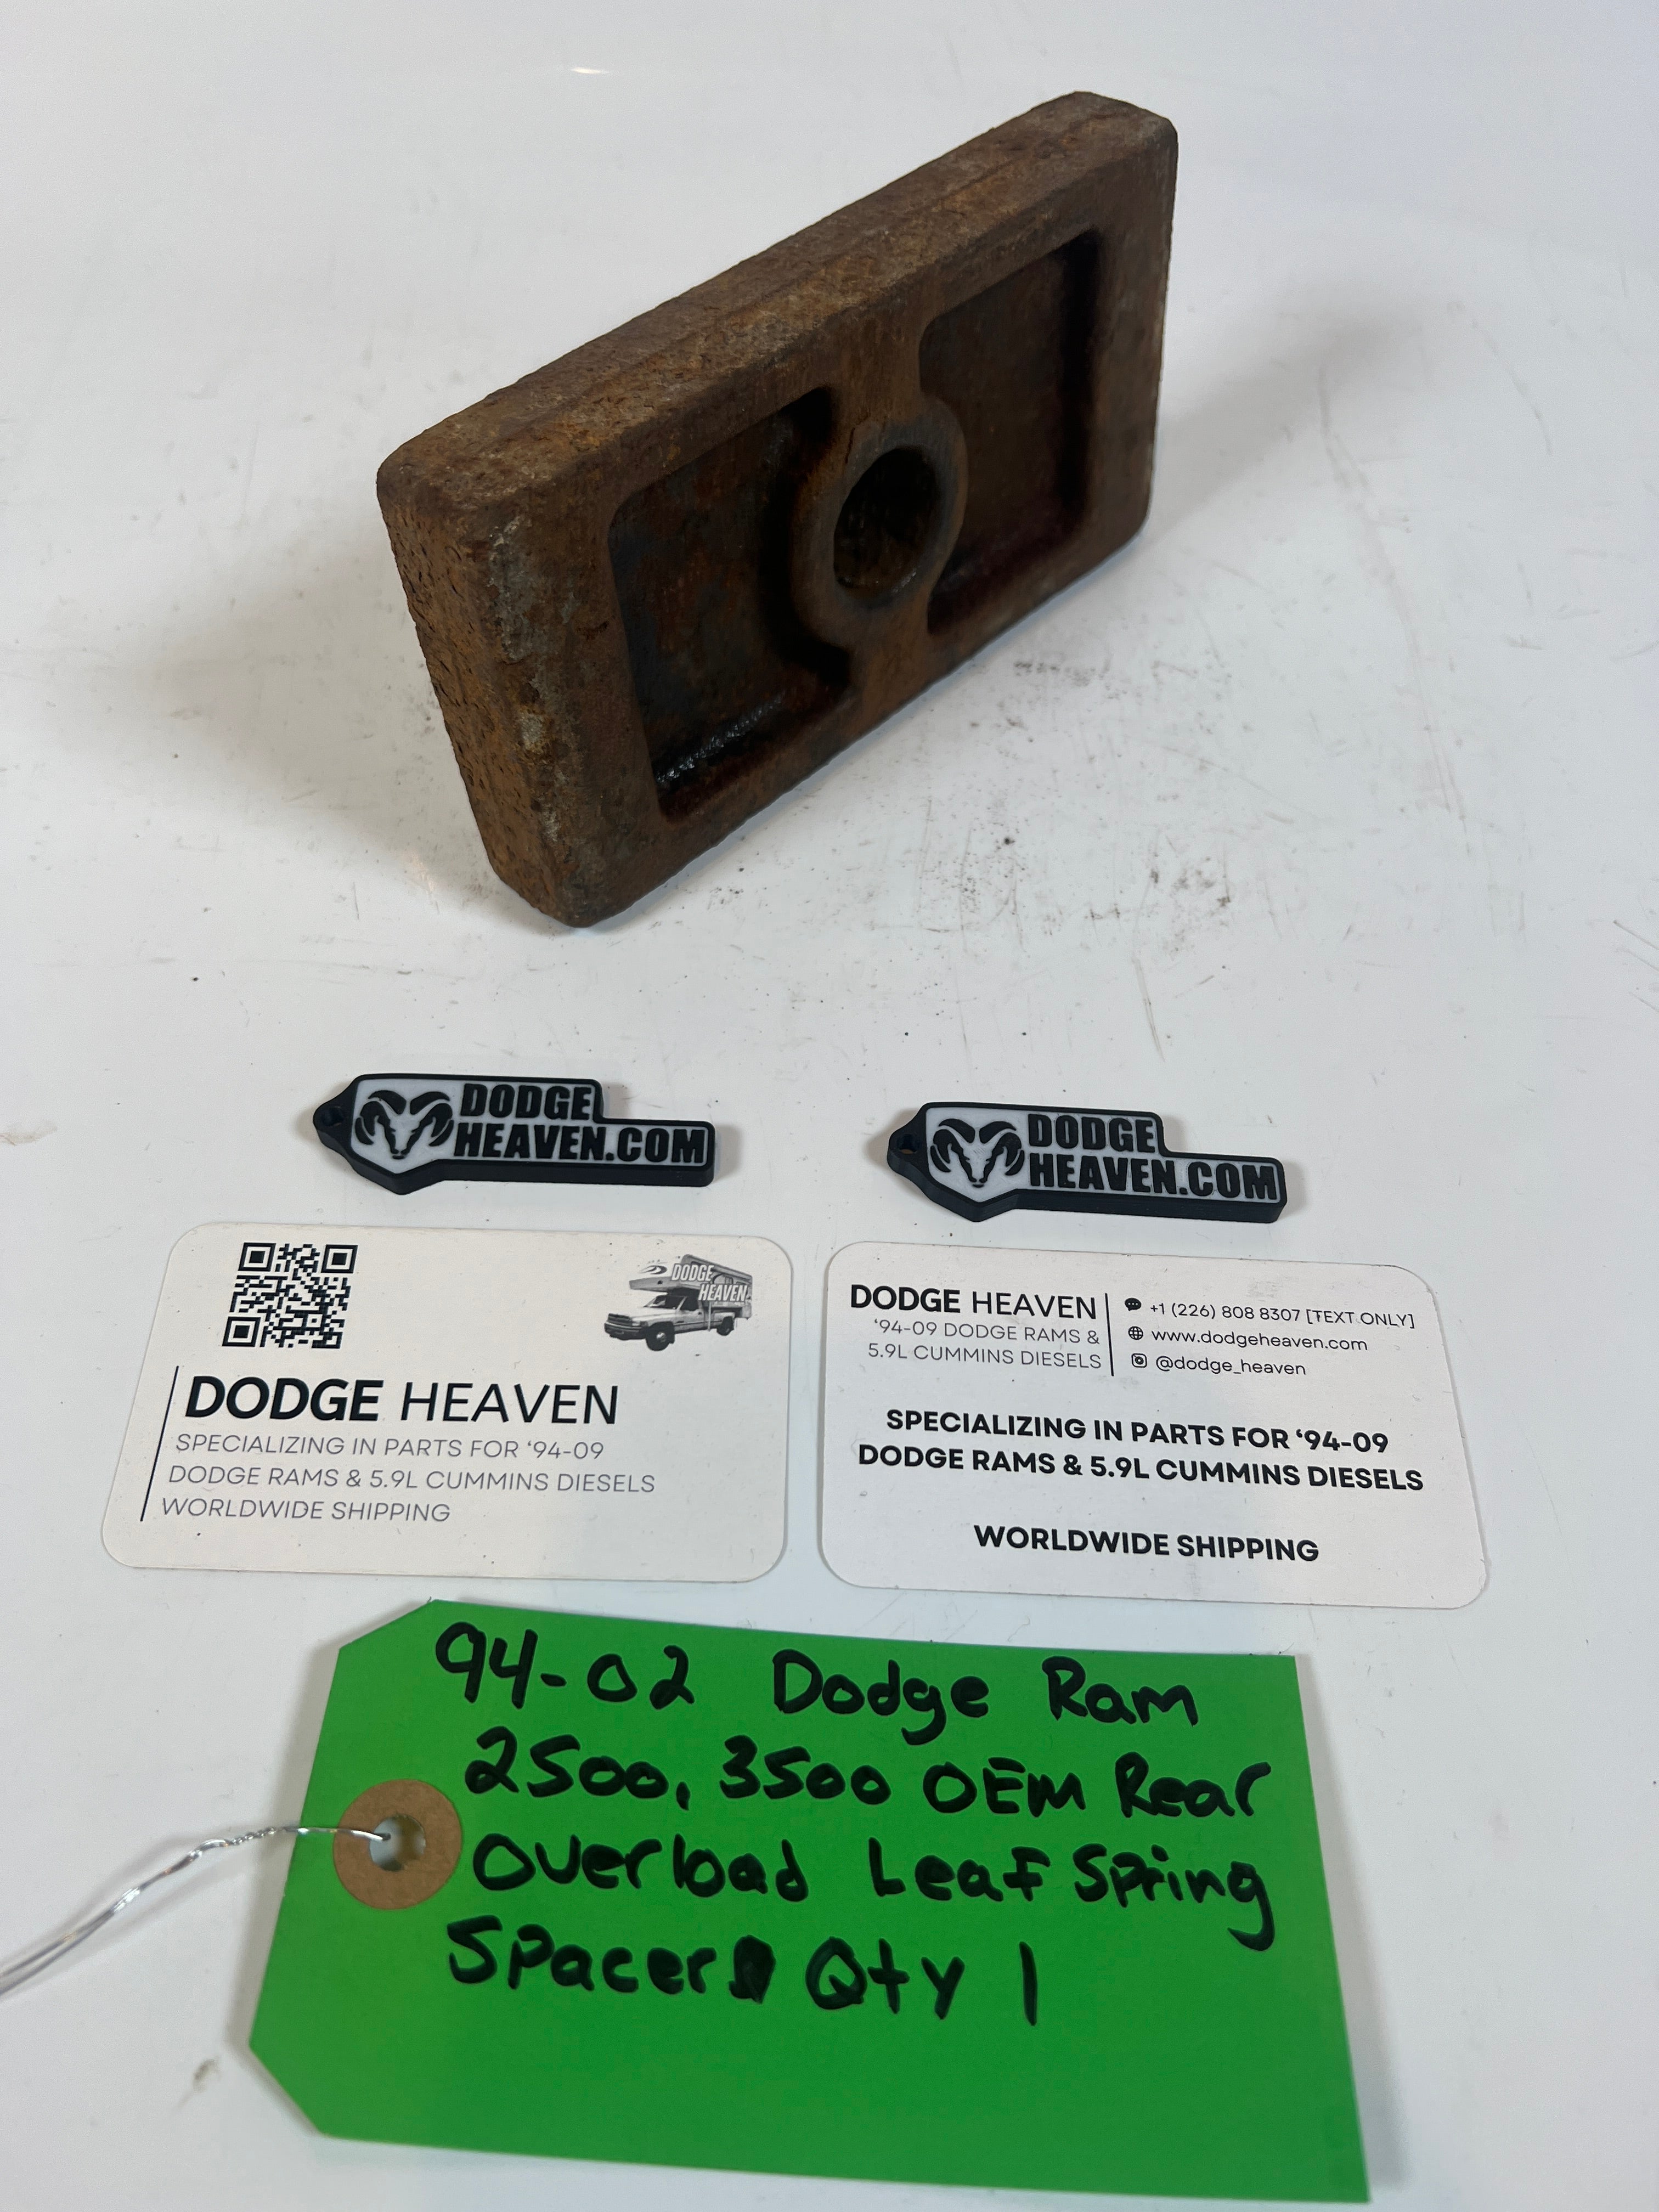 DODGE
HEAVEN.COM
DODGE
HEAVEN.COM
DODGE
HEAVEN
DODGE HEAVEN
SPECIALIZING IN PARTS FOR ‘94-09
DODGE RAMS & 5.9L CUMMINS DIESELS
WORLDWIDE SHIPPING
DODGE HEAVEN
‘94-09 DODGE RAMS &
5.9L CUMMINS DIESELS
+1 (226) 808 8307 [TEXT ONLY]
www.dodgeheaven.com
@dodge_heaven
SPECIALIZING IN PARTS FOR ‘94-09
DODGE RAMS & 5.9L CUMMINS DIESELS
WORLDWIDE SHIPPING
94-02 Dodge Ram
2500, 3500 OEM Rear
Overload Leaf Spring
Spacer Qty 1